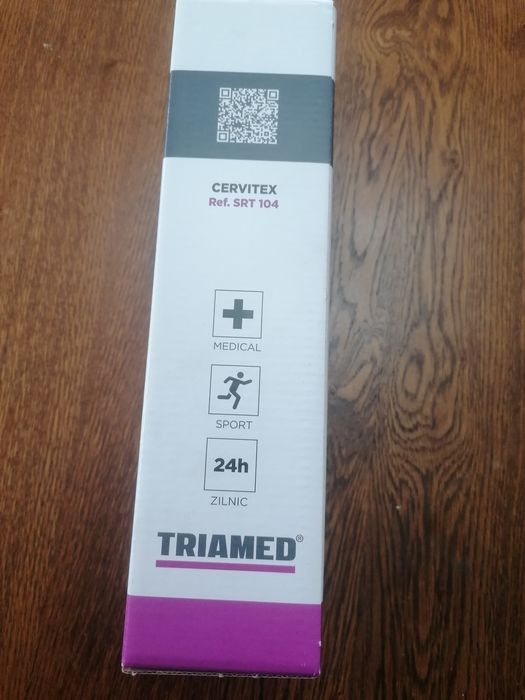 CERVITEX
Ref. SRT 104
MEDICAL
SPORT
24h
ZILNIC
TRIAMED®